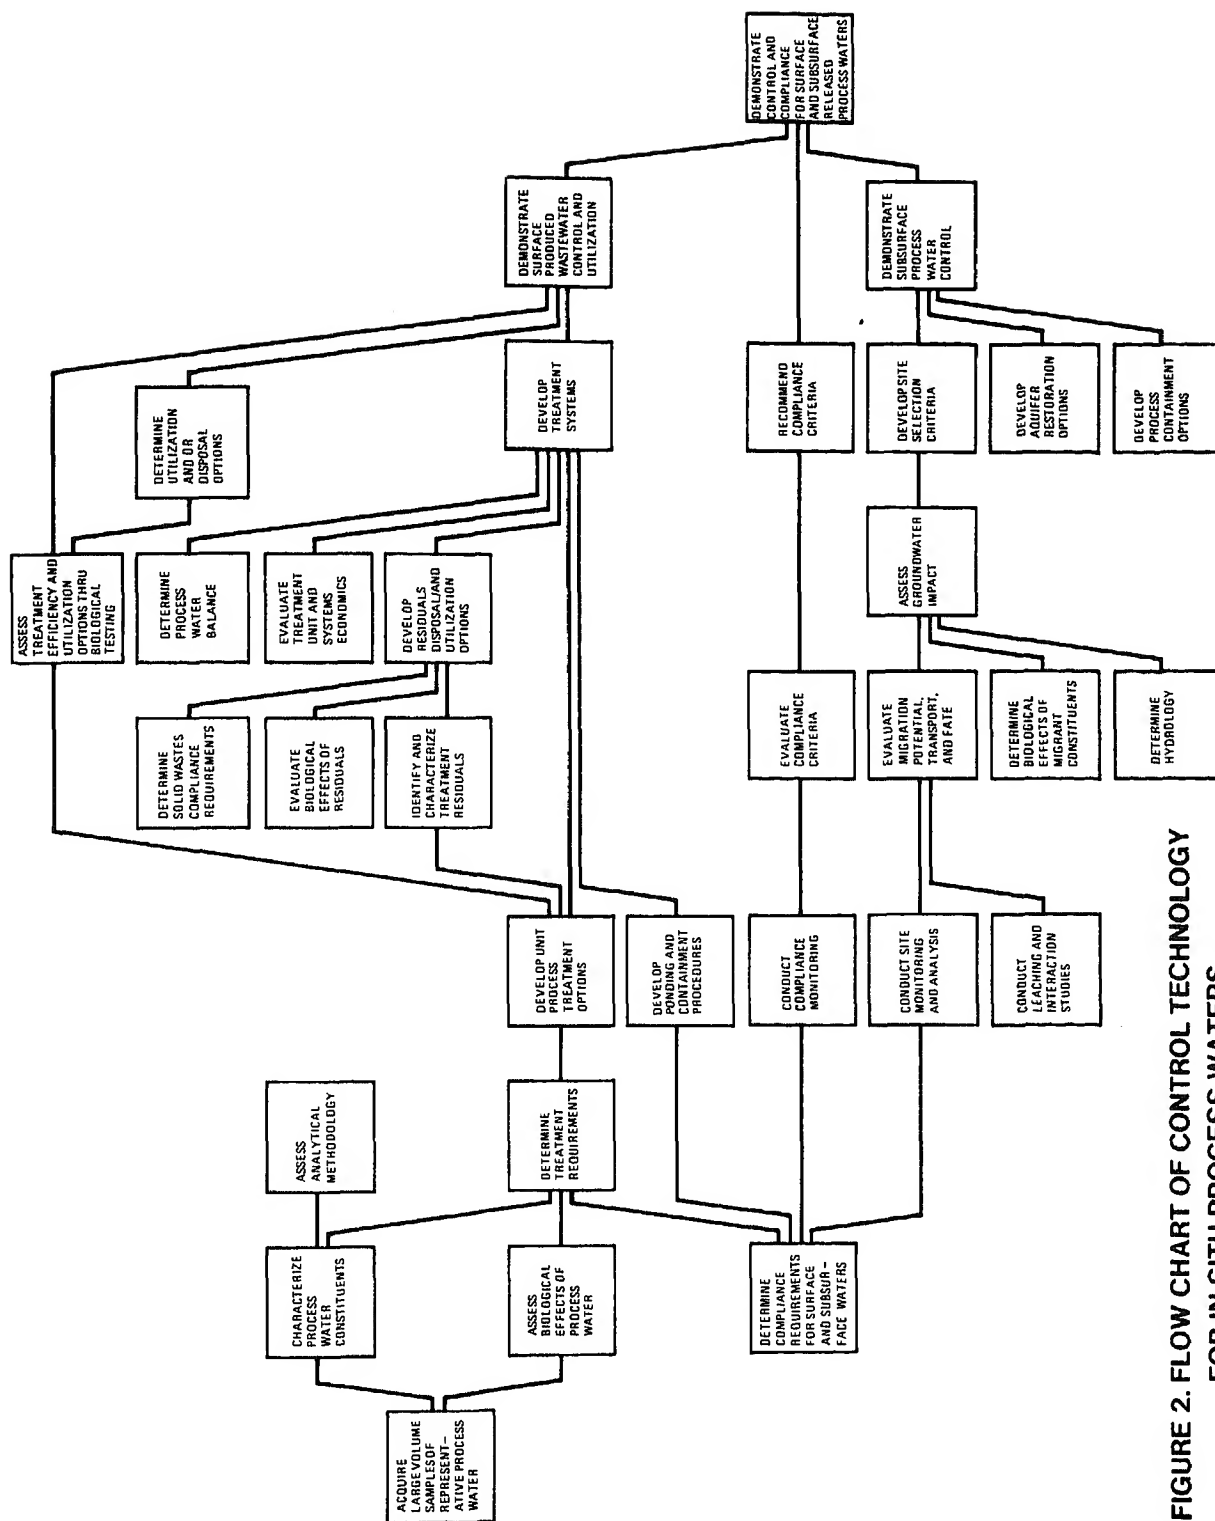 ACQUIRE
LARGE VOLUME
SAMPLES OF
REPRESENT-
ATIVE PROCESS
WATER
CHARACTERIZE
PROCESS
WATER
CONSTITUENTS
ASSESS
BIOLOGICAL
EFFECTS OF
PROCESS
WATER
DETERMINE
COMPLIANCE
REQUIREMENTS
FOR SURFACE
AND SUBSUR-
FACE WATERS
ASSESS
ANALYTICAL
METHODOLOGY
DETERMINE
TREATMENT
REQUIREMENTS
DEVELOP UNIT
PROCESS
TREATMENT
OPTIONS
DEVELOP
PONDING AND
CONTAINMENT
PROCEDURES
CONDUCT
COMPLIANCE
MONITORING
CONDUCT SITE
MONITORING
AND ANALYSIS
CONDUCT
LEACHING AND
INTERACTION
STUDIES
DETERMINE
SOLID WASTES
COMPLIANCE
REQUIREMENTS
EVALUATE
BIOLOGICAL
EFFECTS OF
RESIDUALS
IDENTIFY AND
CHARACTERIZE
TREATMENT
RESIDUALS
EVALUATE
COMPLIANCE
CRITERIA
EVALUATE
MIGRATION
POTENTIAL,
TRANSPORT,
AND FATE
DETERMINE
BIOLOGICAL
EFFECTS OF
MIGRANT
CONSTITUENTS
DETERMINE
HYDROLOGY
ASSESS
TREATMENT
EFFICIENCY AND
UTILIZATION
OPTIONS THRU
BIOLOGICAL
TESTING
DETERMINE
PROCESS
WATER
BALANCE
EVALUATE
TREATMENT
UNIT AND
SYSTEMS
ECONOMICS
DEVELOP
RESIDUALS
DISPOSAL/AND
UTILIZATION
OPTIONS
ASSESS
GROUNDWATER
IMPACT
DETERMINE
UTILIZATION
AND OR
DISPOSAL
OPTIONS
DEVELOP
TREATMENT
SYSTEMS
RECOMMEND
COMPLIANCE
CRITERIA
DEVELOP SITE
SELECTION
CRITERIA
DEVELOP
AQUIFER
RESTORATION
OPTIONS
DEVELOP
PROCESS
CONTAINMENT
OPTIONS
DEMONSTRATE
SURFACE
PRODUCED
WASTEWATER
CONTROL AND
UTILIZATION
DEMONSTRATE
SUBSURFACE
PROCESS
WATER
CONTROL
DEMONSTRATE
CONTROL AND
COMPLIANCE
FOR SURFACE
AND SUBSURFACE
RELEASED
PROCESS WATERS
FIGURE 2. FLOW CHART OF CONTROL TECHNOLOGY
FOR IN SITU PROCESS WATERS